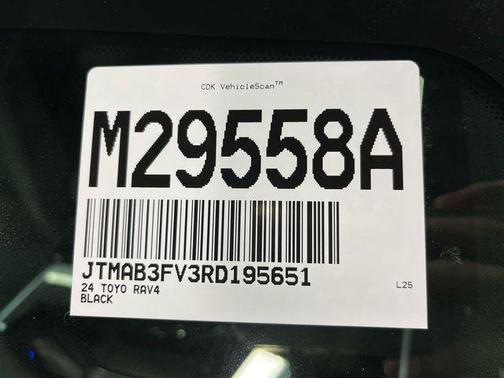 CDK VehicleScan™
M29558A
JTMAB3FV3RD195651
24 TOYO RAV4
BLACK
L25